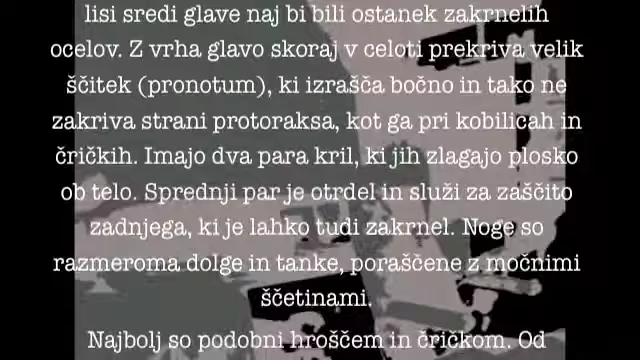 lisi sredi glave naj bi bili ostanek zakrnelih
ocelov. Z vrha glavo skoraj v celoti prekriva velik
ščitek (pronotum), ki izrašča bočno in tako ne
zakriva strani protoraksa, kot ga pri kobilicah in
čričkih. Imajo dva para kril, ki jih zlagajo plosko
ob telo. Sprednji par je otrdel in služi za zaščito
zadnjega, ki je lahko tudi zakrnel. Noge so
razmeroma dolge in tanke, poraščene z močnimi
ščetinami.
Najbolj so podobni hroščem in čričkom. Od